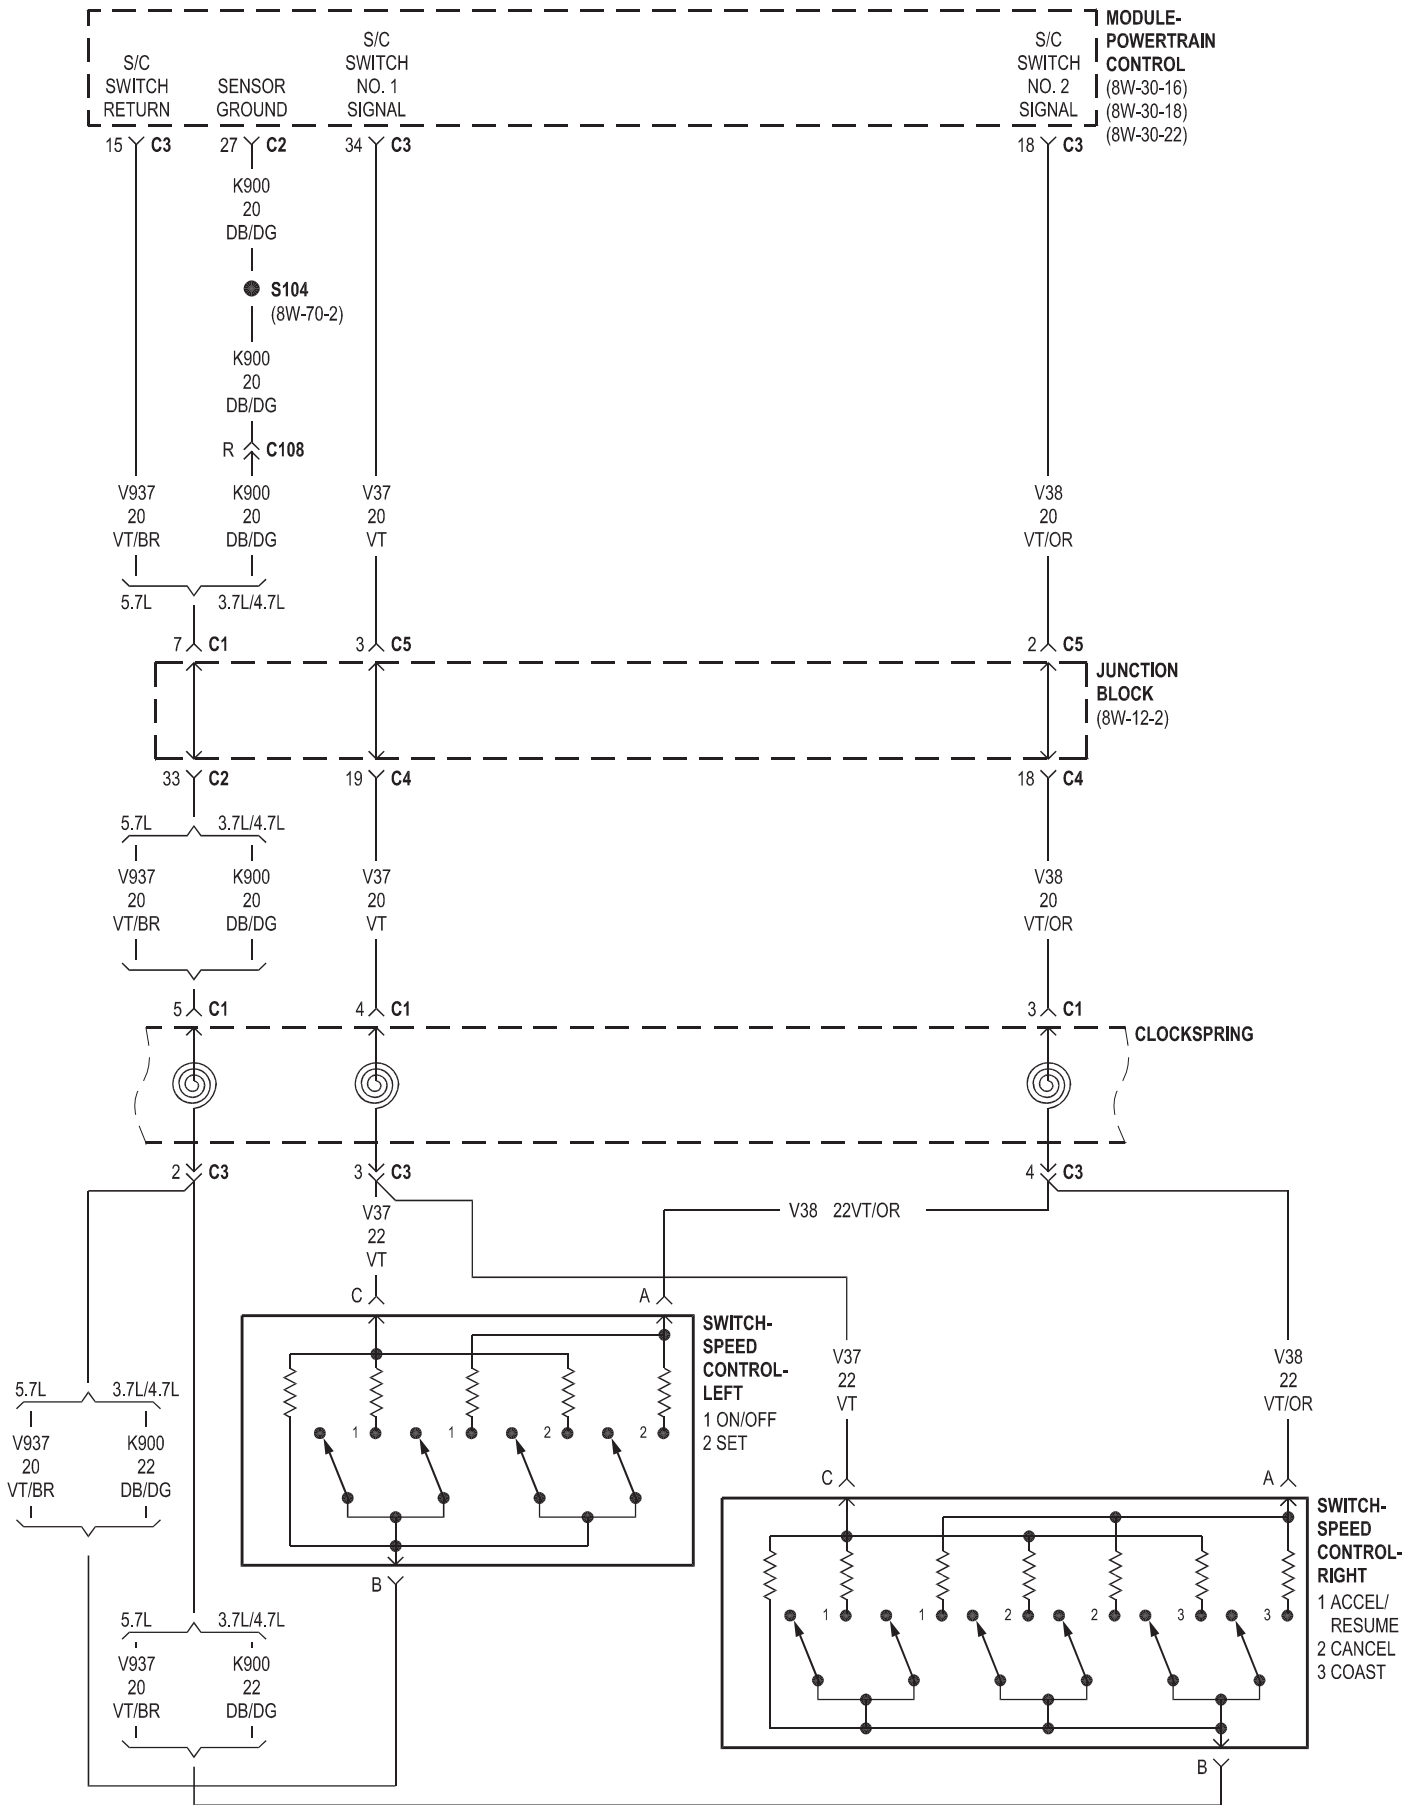 MODULE-
POWERTRAIN
CONTROL
(8W-30-16)
(8W-30-18)
(8W-30-22)
S/C
SWITCH
RETURN
SENSOR
GROUND
S/C
SWITCH
NO. 1
SIGNAL
S/C
SWITCH
NO. 2
SIGNAL
15 C3
27 C2
34 C3
18 C3
K900
20
DB/DG
S104
(8W-70-2)
K900
20
DB/DG
R C108
V937
20
VT/BR
K900
20
DB/DG
V37
20
VT
V38
20
VT/OR
5.7L
3.7L/4.7L
7 C1
3 C5
2 C5
JUNCTION
BLOCK
(8W-12-2)
33 C2
19 C4
18 C4
5.7L
3.7L/4.7L
V937
20
VT/BR
K900
20
DB/DG
V37
20
VT
V38
20
VT/OR
5 C1
4 C1
3 C1
CLOCKSPRING
2 C3
3 C3
4 C3
V37
22
VT
V38 22VT/OR
C
A
SWITCH-
SPEED
CONTROL-
LEFT
1 ON/OFF
2 SET
1
1
2
2
B
V37
22
VT
V38
22
VT/OR
5.7L
3.7L/4.7L
V937
20
VT/BR
K900
22
DB/DG
C
A
SWITCH-
SPEED
CONTROL-
RIGHT
1 ACCEL/
RESUME
2 CANCEL
3 COAST
1
1
2
2
3
3
B
5.7L
3.7L/4.7L
V937
20
VT/BR
K900
22
DB/DG